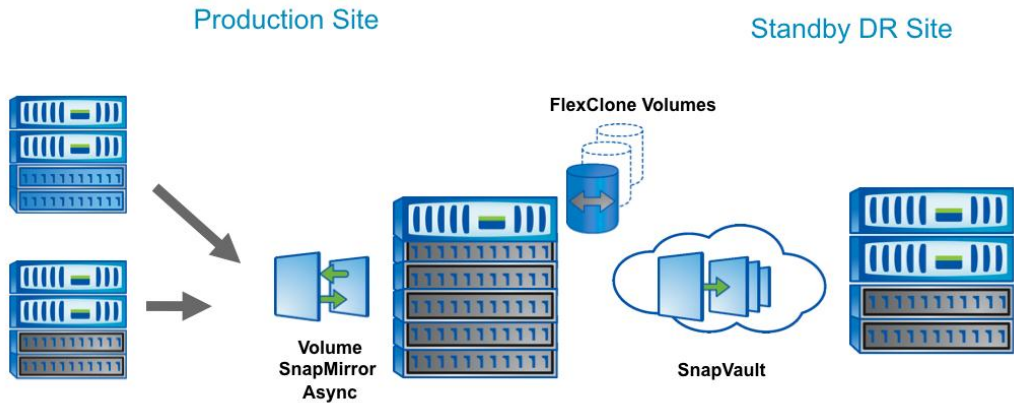 Production Site
Standby DR Site
FlexClone Volumes
Volume
SnapMirror
Async
SnapVault